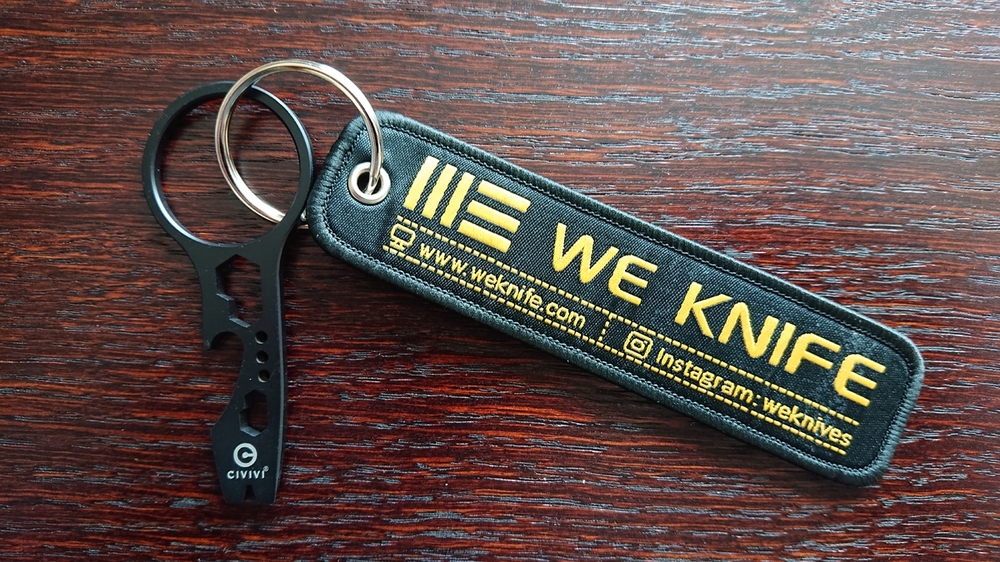 WE KNIFE
www.weknife.com
Instagram: weknives
CIVIVI®